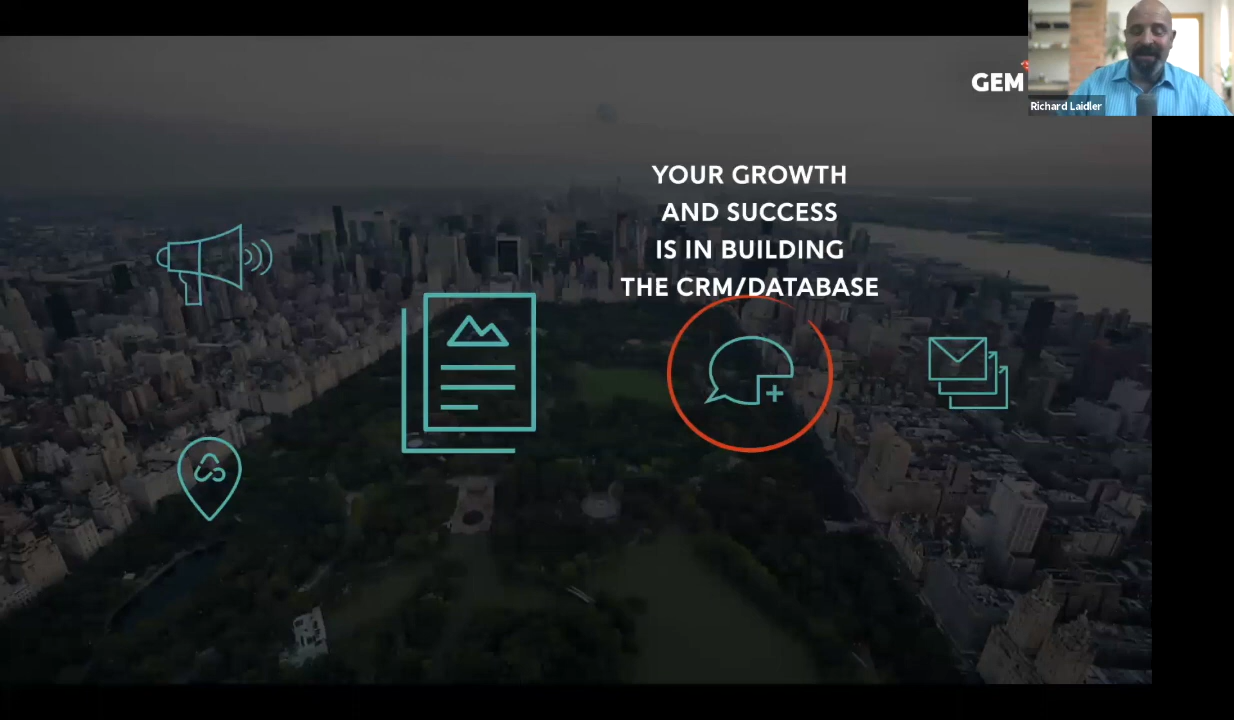 GEM
Richard Laidler
YOUR GROWTH
AND SUCCESS
IS IN BUILDING
THE CRM/DATABASE